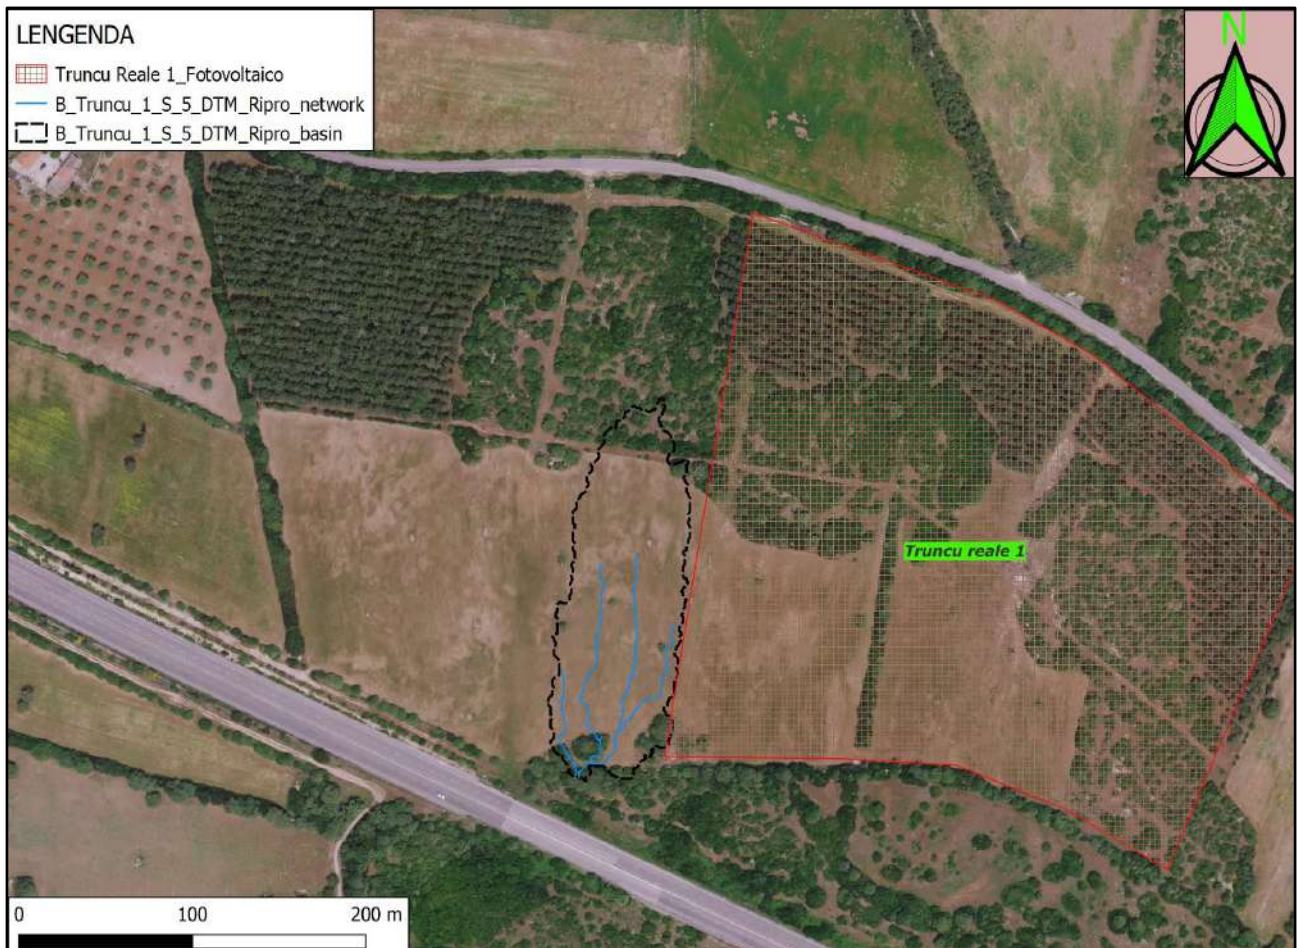 LENGENDA
Truncu Reale 1_Fotovoltaico
B_Truncu_1_S_5_DTM_Ripro_network
B_Truncu_1_S_5_DTM_Ripro_basin
N
Truncu reale 1
0 100 200 m